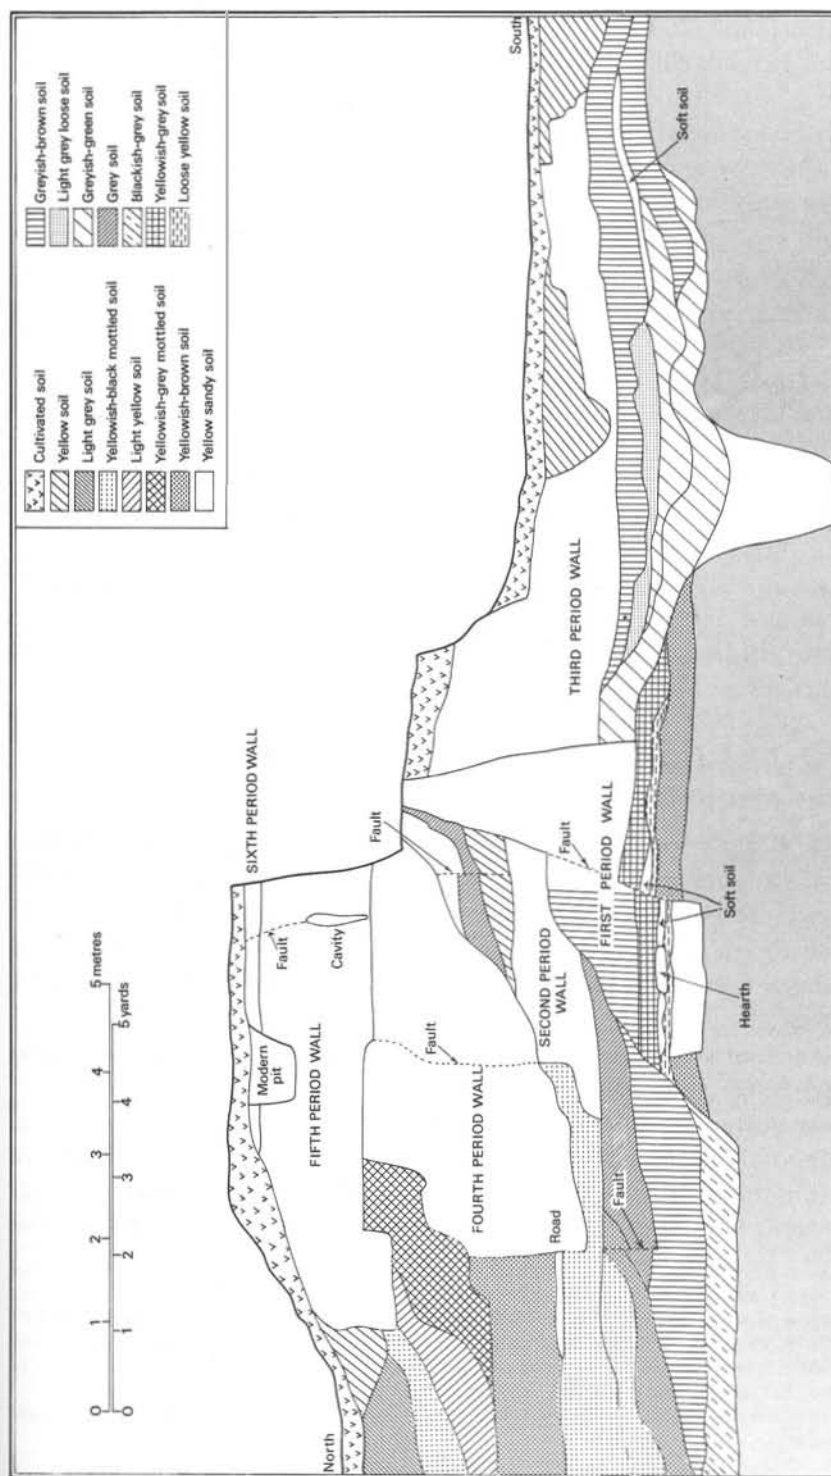 Cultivated soil
Yellow soil
Light grey soil
Yellowish-black mottled soil
Light yellow soil
Yellowish-grey mottled soil
Yellowish-brown soil
Yellow sandy soil
Greyish-brown soil
Light grey loose soil
Greyish-green soil
Grey soil
Blackish-grey soil
Yellowish-grey soil
Loose yellow soil
0 1 2 3 4 5 metres
0 1 2 3 4 5 yards
North
South
SIXTH PERIOD WALL
Modern
pit
Fault
Cavity
Fault
FIFTH PERIOD WALL
Fault
FOURTH PERIOD WALL
Road
SECOND PERIOD
WALL
Fault
FIRST PERIOD WALL
THIRD PERIOD WALL
Fault
Hearth
Soft soil
Soft soil